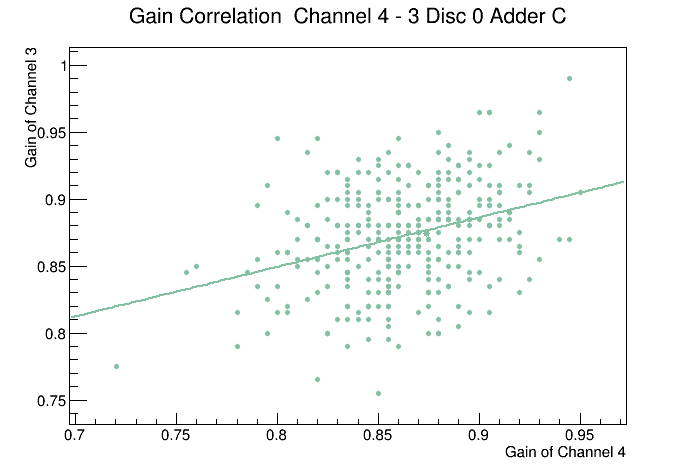 Gain Correlation  Channel 4 - 3 Disc 0 Adder C
Gain of Channel 3
1
0.95
0.9
0.85
0.8
0.75
0.7 0.75 0.8 0.85 0.9 0.95
Gain of Channel 4